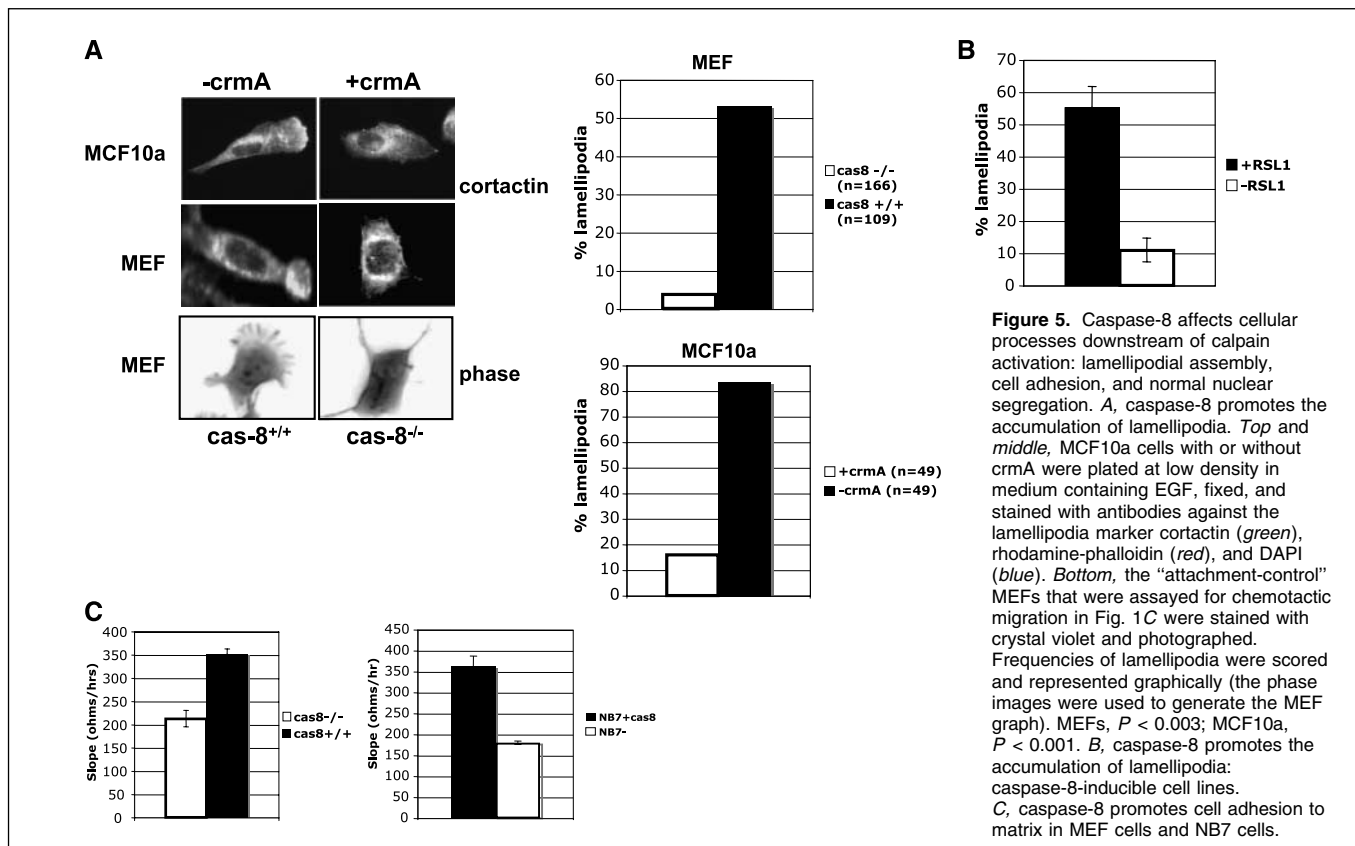 A
-crmA +crmA
MCF10a
cortactin
MEF
MEF
phase
cas-8+/+ cas-8-/-
MEF
% lamellipodia
60
50
40
30
20
10
0
cas8 -/-
(n=166)
cas8 +/+
(n=109)
MCF10a
% lamellipodia
90
80
70
60
50
40
30
20
10
0
+crmA (n=49)
-crmA (n=49)
B
% lamellipodia
70
60
50
40
30
20
10
0
+RSL1
-RSL1
C
Slope (ohms/hrs)
400
350
300
250
200
150
100
50
0
cas8-/-
cas8+/+
Slope (ohms/hr)
450
400
350
300
250
200
150
100
50
0
NB7+cas8
NB7-
Figure 5. Caspase-8 affects cellular
processes downstream of calpain
activation: lamellipodial assembly,
cell adhesion, and normal nuclear
segregation. A, caspase-8 promotes the
accumulation of lamellipodia. Top and
middle, MCF10a cells with or without
crmA were plated at low density in
medium containing EGF, fixed, and
stained with antibodies against the
lamellipodia marker cortactin (green),
rhodamine-phalloidin (red), and DAPI
(blue). Bottom, the "attachment-control"
MEFs that were assayed for chemotactic
migration in Fig. 1C were stained with
crystal violet and photographed.
Frequencies of lamellipodia were scored
and represented graphically (the phase
images were used to generate the MEF
graph). MEFs, P < 0.003; MCF10a,
P < 0.001. B, caspase-8 promotes the
accumulation of lamellipodia:
caspase-8-inducible cell lines.
C, caspase-8 promotes cell adhesion to
matrix in MEF cells and NB7 cells.